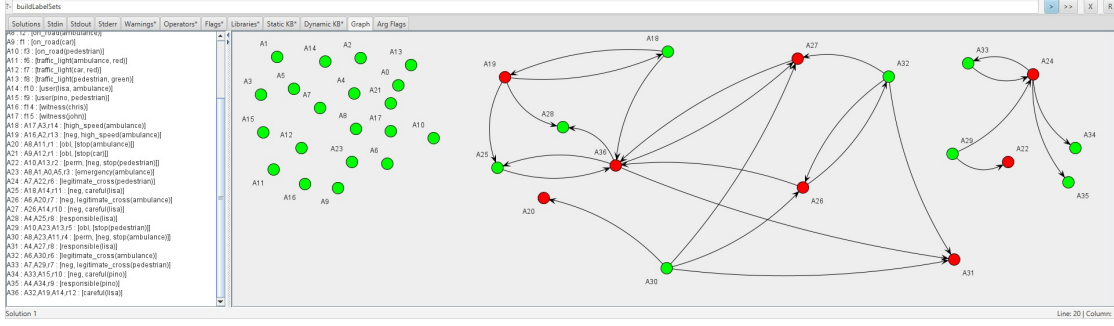 ?- buildLabelSets
> >> X R
Solutions Stdin Stdout Stderr Warnings* Operators* Flags* Libraries* Static KB* Dynamic KB* Graph Arg Flags
A8 : f2 : [on_road(ambulance)]
A9 : f1 : [on_road(car)]
A10 : f3 : [on_road(pedestrian)]
A11 : f6 : [traffic_light(ambulance, red)]
A12 : f7 : [traffic_light(car, red)]
A13 : f8 : [traffic_light(pedestrian, green)]
A14 : f10 : [user(lisa, ambulance)]
A15 : f9 : [user(pino, pedestrian)]
A16 : f14 : [witness(chris)]
A17 : f15 : [witness(john)]
A18 : A17,A3,r14 : [high_speed(ambulance)]
A19 : A16,A2,r13 : [neg, high_speed(ambulance)]
A20 : A8,A11,r1 : [obl, [stop(ambulance)]]
A21 : A9,A12,r1 : [obl, [stop(car)]]
A22 : A10,A13,r2 : [perm, [neg, stop(pedestrian)]]
A23 : A8,A1,A0,A5,r3 : [emergency(ambulance)]
A24 : A7,A22,r6 : [legitimate_cross(pedestrian)]
A25 : A18,A14,r11 : [neg, careful(lisa)]
A26 : A6,A20,r7 : [neg, legitimate_cross(ambulance)]
A27 : A26,A14,r10 : [neg, careful(lisa)]
A28 : A4,A25,r8 : [responsible(lisa)]
A29 : A10,A23,A13,r5 : [obl, [stop(pedestrian)]]
A30 : A8,A23,A11,r4 : [perm, [neg, stop(ambulance)]]
A31 : A4,A27,r8 : [responsible(lisa)]
A32 : A6,A30,r6 : [legitimate_cross(ambulance)]
A33 : A7,A29,r7 : [neg, legitimate_cross(pedestrian)]
A34 : A33,A15,r10 : [neg, careful(pino)]
A35 : A4,A34,r9 : [responsible(pino)]
A36 : A32,A19,A14,r12 : [careful(lisa)]
A1
A14
A2
A13
A3
A5
A4
A0
A7
A21
A15
A12
A8
A17
A10
A23
A6
A11
A16
A9
A18
A27
A33
A24
A19
A32
A28
A34
A29
A22
A36
A25
A35
A20
A26
A31
A30
Solution 1
Line: 20 | Column: